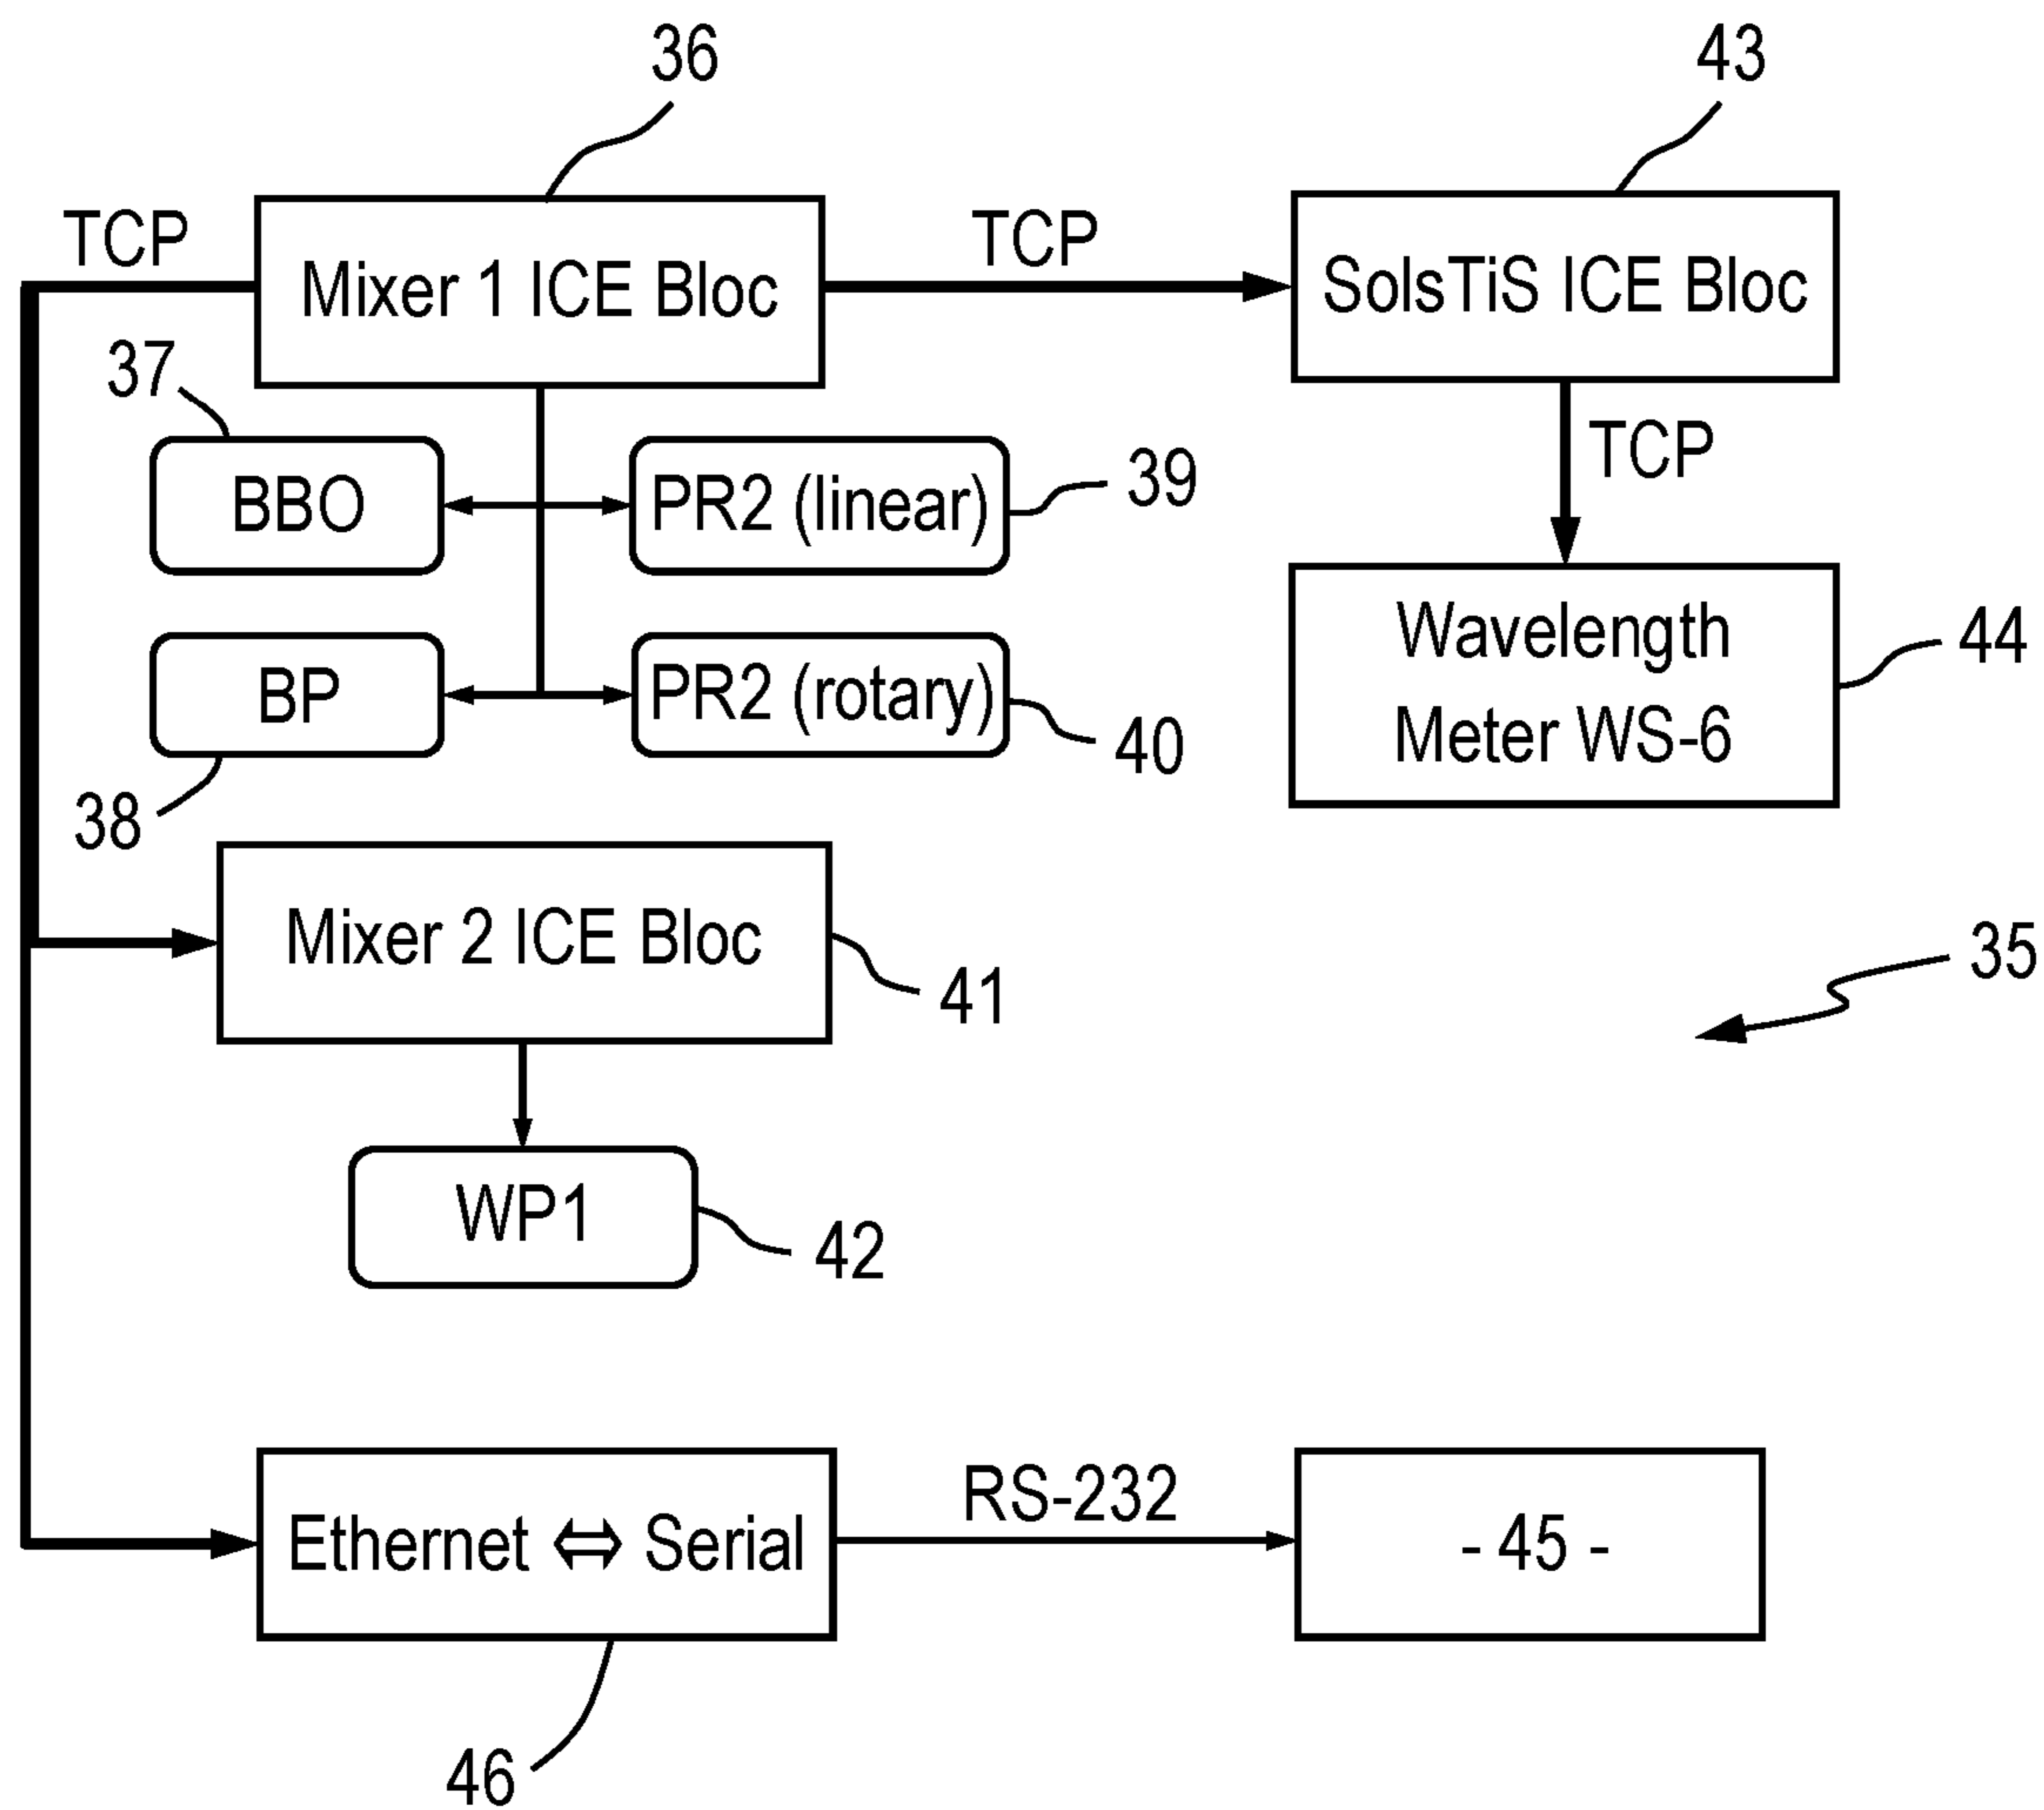 36
43
TCP
Mixer 1 ICE Bloc
TCP
SolsTiS ICE Bloc
37
BBO
PR2 (linear)
39
TCP
BP
PR2 (rotary)
40
38
Wavelength
Meter WS-6
44
Mixer 2 ICE Bloc
41
35
WP1
42
Ethernet ⇔ Serial
RS-232
- 45 -
46